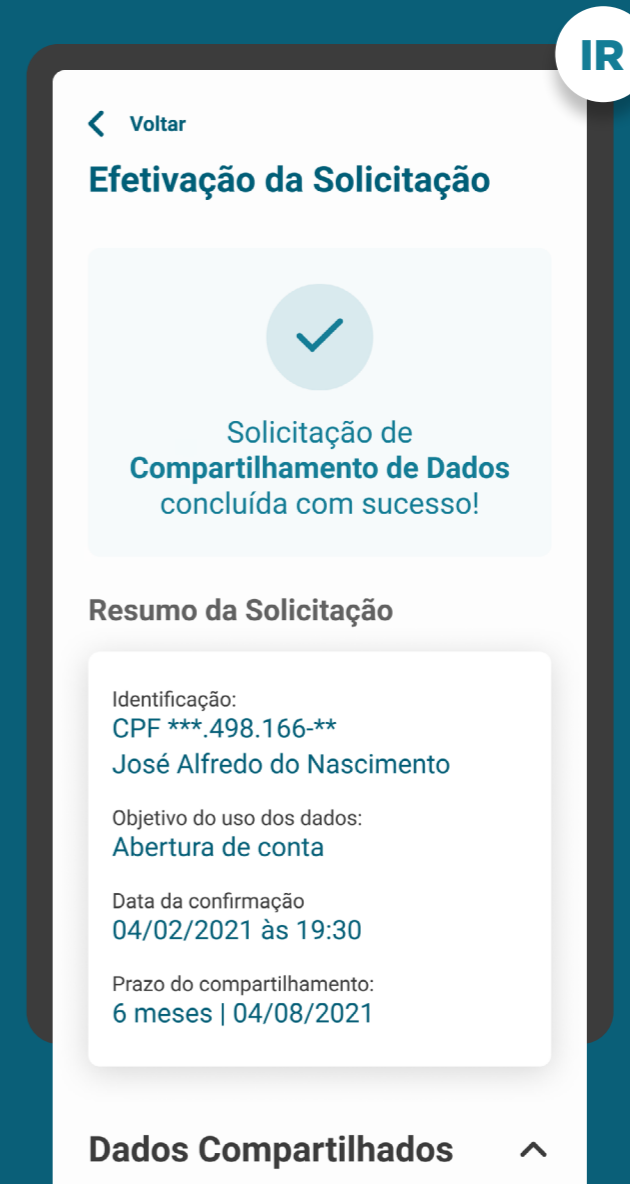 IR
Voltar
Efetivação da Solicitação
Solicitação de
Compartilhamento de Dados
concluída com sucesso!
Resumo da Solicitação
Identificação:
CPF ***.498.166-**
José Alfredo do Nascimento
Objetivo do uso dos dados:
Abertura de conta
Data da confirmação
04/02/2021 às 19:30
Prazo do compartilhamento:
6 meses | 04/08/2021
Dados Compartilhados